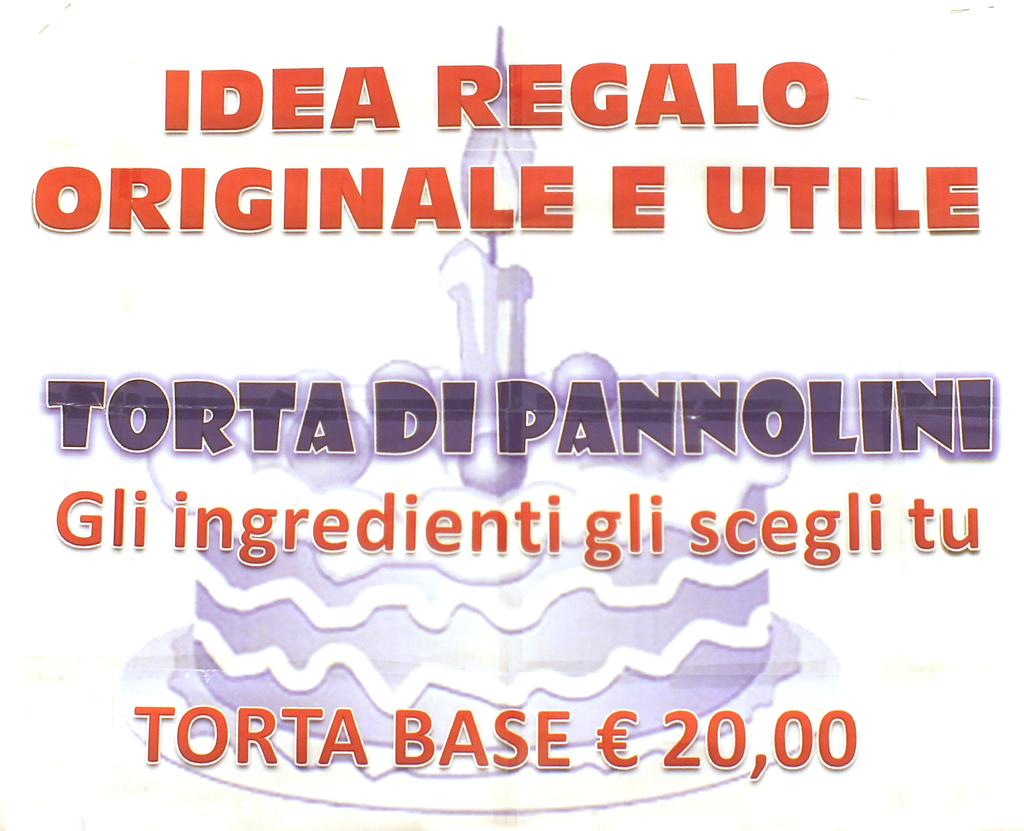 IDEA REGALO
ORIGINALE E UTILE
TORTA DI PANNOLINI
Gli ingredienti gli scegli tu
TORTA BASE € 20,00